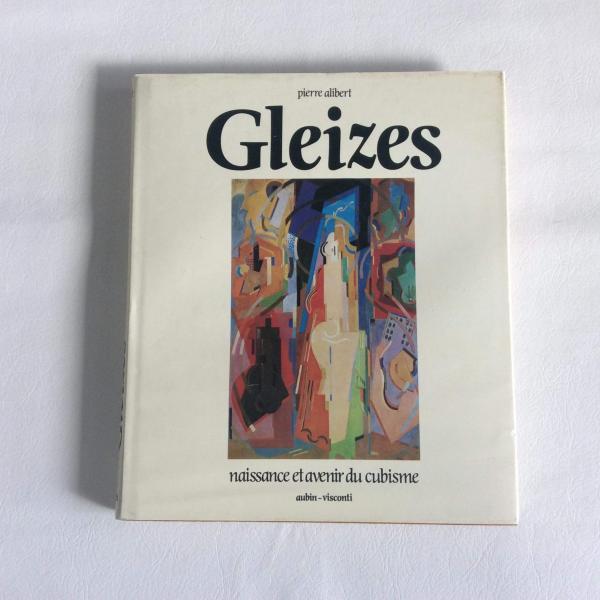 pierre alibert
Gleizes
naissance et avenir du cubisme
aubin-visconti